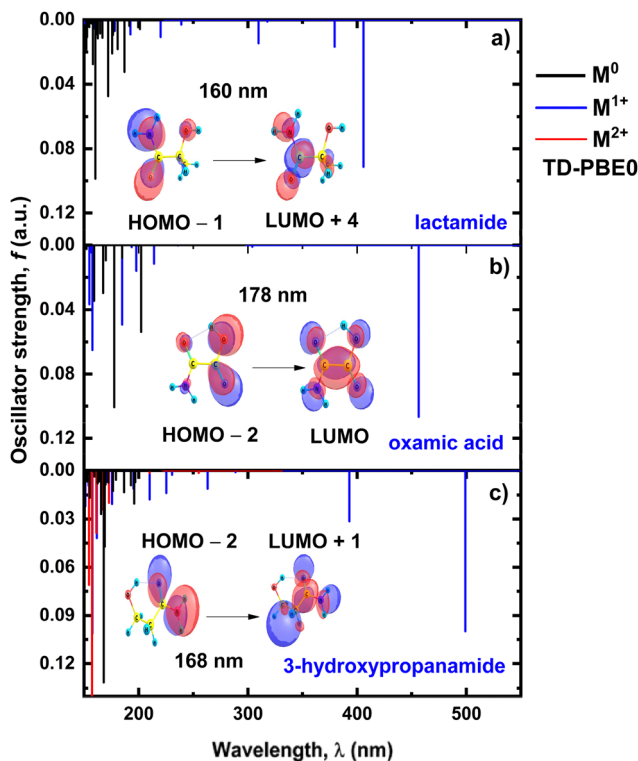 0.00
0.04
0.08
0.12
a)
160 nm
HOMO – 1
LUMO + 4
lactamide
M⁰
M¹⁺
M²⁺
TD-PBE0
0.00
0.04
0.08
0.12
b)
178 nm
HOMO – 2
LUMO
oxamic acid
0.00
0.03
0.06
0.09
0.12
c)
HOMO – 2
LUMO + 1
168 nm
3-hydroxypropanamide
Oscillator strength, f (a.u.)
200
300
400
500
Wavelength, λ (nm)